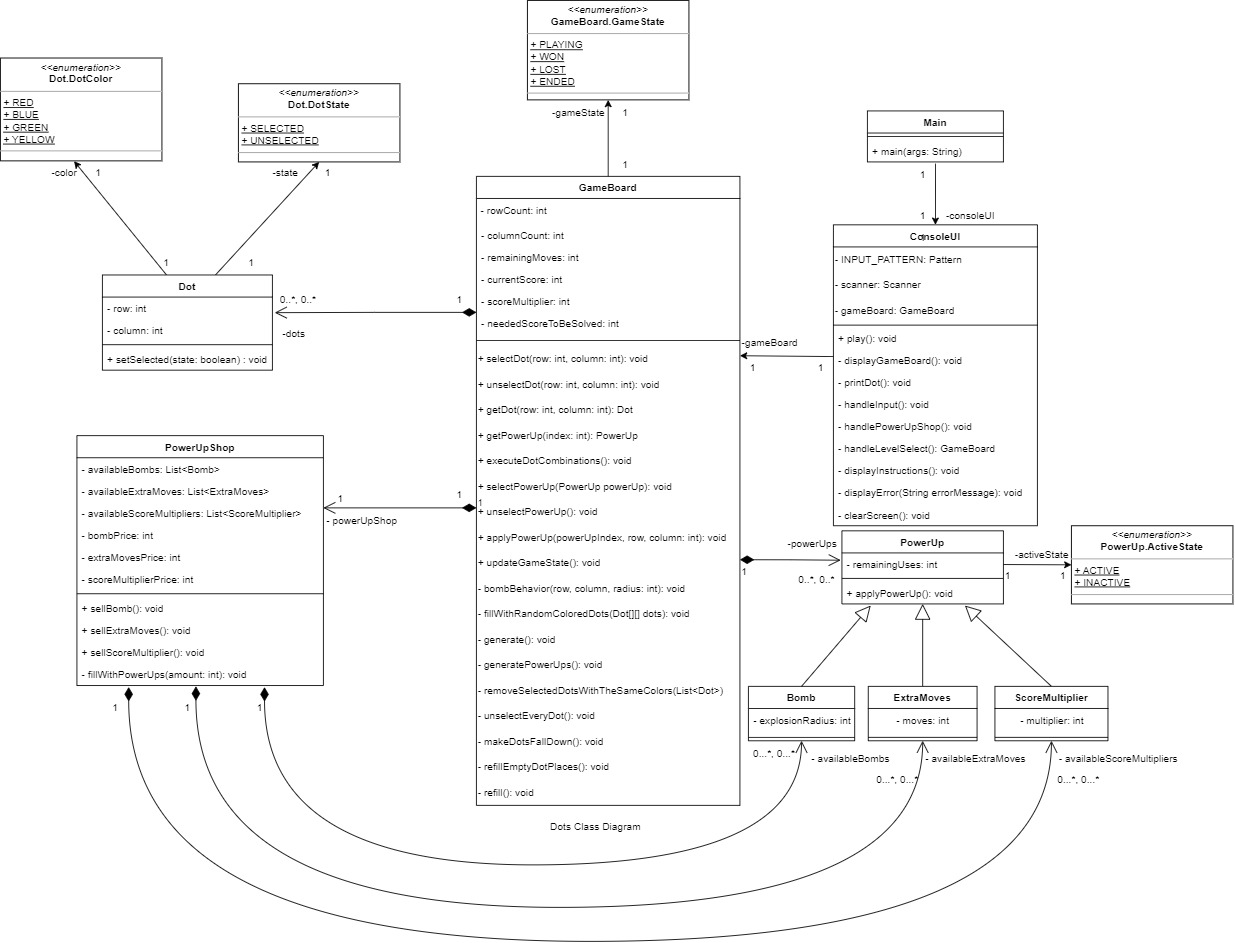 <<enumeration>>
GameBoard.GameState
+ PLAYING
+ WON
+ LOST
+ ENDED
-gameState
1
1
<<enumeration>>
Dot.DotColor
+ RED
+ BLUE
+ GREEN
+ YELLOW
-color
1
1
<<enumeration>>
Dot.DotState
+ SELECTED
+ UNSELECTED
-state
1
1
Main
+ main(args: String)
1
1
-consoleUI
Dot
- row: int
- column: int
+ setSelected(state: boolean) : void
0..*, 0..*
-dots
1
GameBoard
- rowCount: int
- columnCount: int
- remainingMoves: int
- currentScore: int
- scoreMultiplier: int
- neededScoreToBeSolved: int
+ selectDot(row: int, column: int): void
+ unselectDot(row: int, column: int): void
+ getDot(row: int, column: int): Dot
+ getPowerUp(index: int): PowerUp
+ executeDotCombinations(): void
+ selectPowerUp(PowerUp powerUp): void
+ unselectPowerUp(): void
+ applyPowerUp(powerUpIndex, row, column: int): void
+ updateGameState(): void
- bombBehavior(row, column, radius: int): void
- fillWithRandomColoredDots(Dot[][] dots): void
- generate(): void
- generatePowerUps(): void
- removeSelectedDotsWithTheSameColors(List<Dot>)
- unselectEveryDot(): void
- makeDotsFallDown(): void
- refillEmptyDotPlaces(): void
- refill(): void
ConsoleUI
1
- INPUT_PATTERN: Pattern
- scanner: Scanner
- gameBoard: GameBoard
+ play(): void
- displayGameBoard(): void
- printDot(): void
- handleInput(): void
- handlePowerUpShop(): void
- handleLevelSelect(): GameBoard
- displayInstructions(): void
- displayError(String errorMessage): void
- clearScreen(): void
-gameBoard
1
1
PowerUpShop
- availableBombs: List<Bomb>
- availableExtraMoves: List<ExtraMoves>
- availableScoreMultipliers: List<ScoreMultiplier>
- bombPrice: int
- extraMovesPrice: int
- scoreMultiplierPrice: int
+ sellBomb(): void
+ sellExtraMoves(): void
+ sellScoreMultiplier(): void
- fillWithPowerUps(amount: int): void
1
- powerUpShop
1
1
PowerUp
- remainingUses: int
+ applyPowerUp(): void
-powerUps
0..*, 0..*
1
-activeState
1
1
<<enumeration>>
PowerUp.ActiveState
+ ACTIVE
+ INACTIVE
1
1
1
Bomb
- explosionRadius: int
ExtraMoves
- moves: int
ScoreMultiplier
- multiplier: int
0...*, 0...*
- availableBombs
- availableExtraMoves
0...*, 0...*
- availableScoreMultipliers
0...*, 0...*
Dots Class Diagram